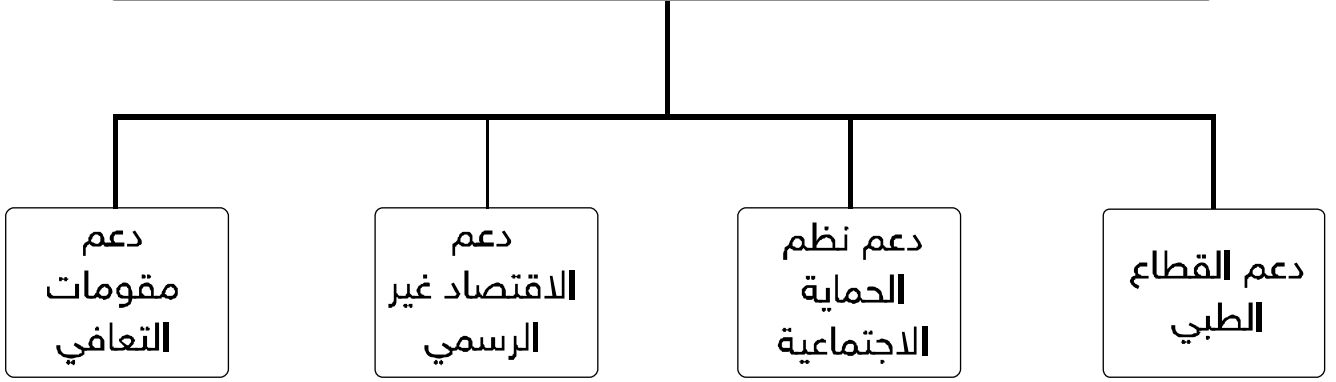 دعم القطاع
الطبي
دعم نظم
الحماية
الاجتماعية
دعم
الاقتصاد غير
الرسمي
دعم
مقومات
التعافي